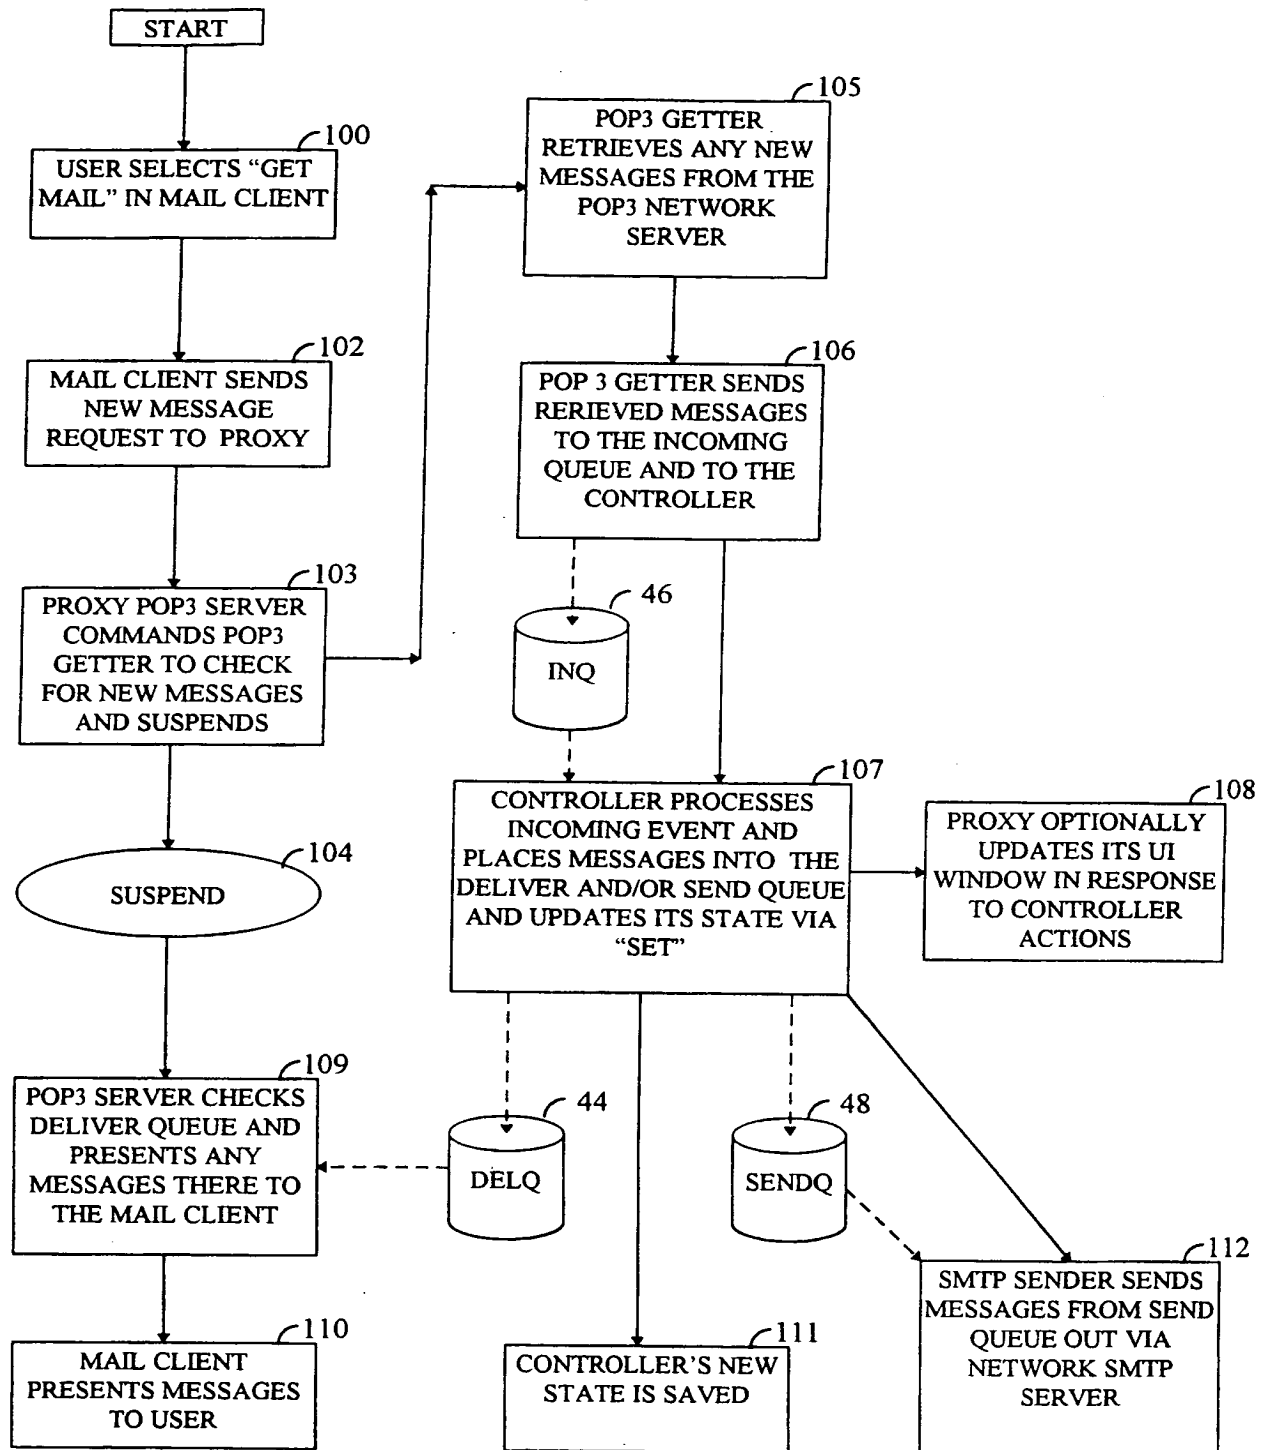 START
100
USER SELECTS “GET
MAIL” IN MAIL CLIENT
102
MAIL CLIENT SENDS
NEW MESSAGE
REQUEST TO PROXY
103
PROXY POP3 SERVER
COMMANDS POP3
GETTER TO CHECK
FOR NEW MESSAGES
AND SUSPENDS
104
SUSPEND
109
POP3 SERVER CHECKS
DELIVER QUEUE AND
PRESENTS ANY
MESSAGES THERE TO
THE MAIL CLIENT
110
MAIL CLIENT
PRESENTS MESSAGES
TO USER
105
POP3 GETTER
RETRIEVES ANY NEW
MESSAGES FROM THE
POP3 NETWORK
SERVER
106
POP 3 GETTER SENDS
RERIEVED MESSAGES
TO THE INCOMING
QUEUE AND TO THE
CONTROLLER
46
INQ
107
CONTROLLER PROCESSES
INCOMING EVENT AND
PLACES MESSAGES INTO THE
DELIVER AND/OR SEND QUEUE
AND UPDATES ITS STATE VIA
“SET”
108
PROXY OPTIONALLY
UPDATES ITS UI
WINDOW IN RESPONSE
TO CONTROLLER
ACTIONS
44
DELQ
48
SENDQ
111
CONTROLLER’S NEW
STATE IS SAVED
112
SMTP SENDER SENDS
MESSAGES FROM SEND
QUEUE OUT VIA
NETWORK SMTP
SERVER